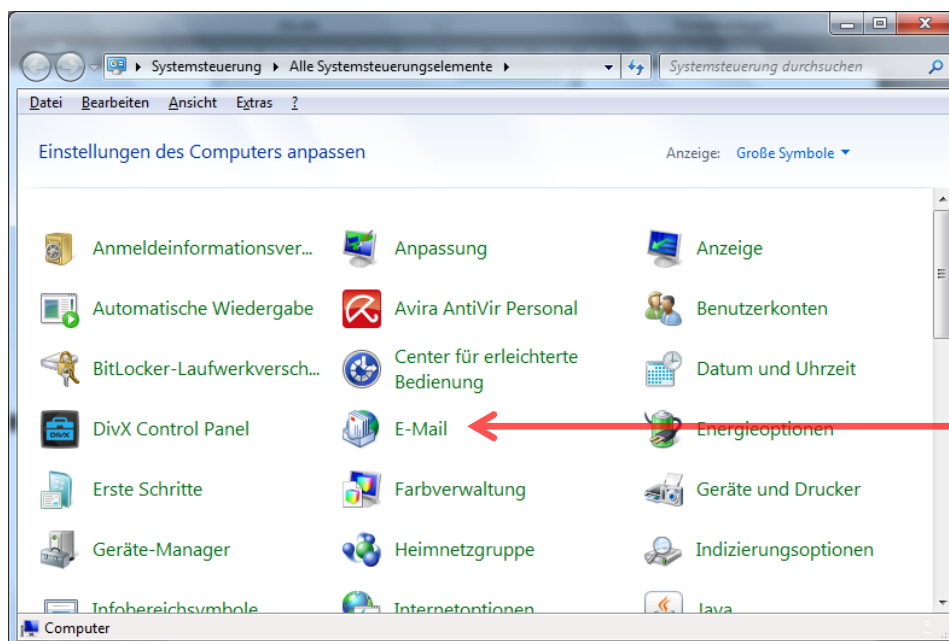 Systemsteuerung Alle Systemsteuerungselemente Systemsteuerung durchsuchen
Datei Bearbeiten Ansicht Extras ?
Einstellungen des Computers anpassen Anzeige: Große Symbole
Anmeldeinformationsver... Anpassung Anzeige
Automatische Wiedergabe Avira AntiVir Personal Benutzerkonten
BitLocker-Laufwerkversch... Center für erleichterte Bedienung Datum und Uhrzeit
DivX Control Panel E-Mail Energieoptionen
Erste Schritte Farbverwaltung Geräte und Drucker
Geräte-Manager Heimnetzgruppe Indizierungsoptionen
Infobereichsymbole Internetoptionen Java
Computer